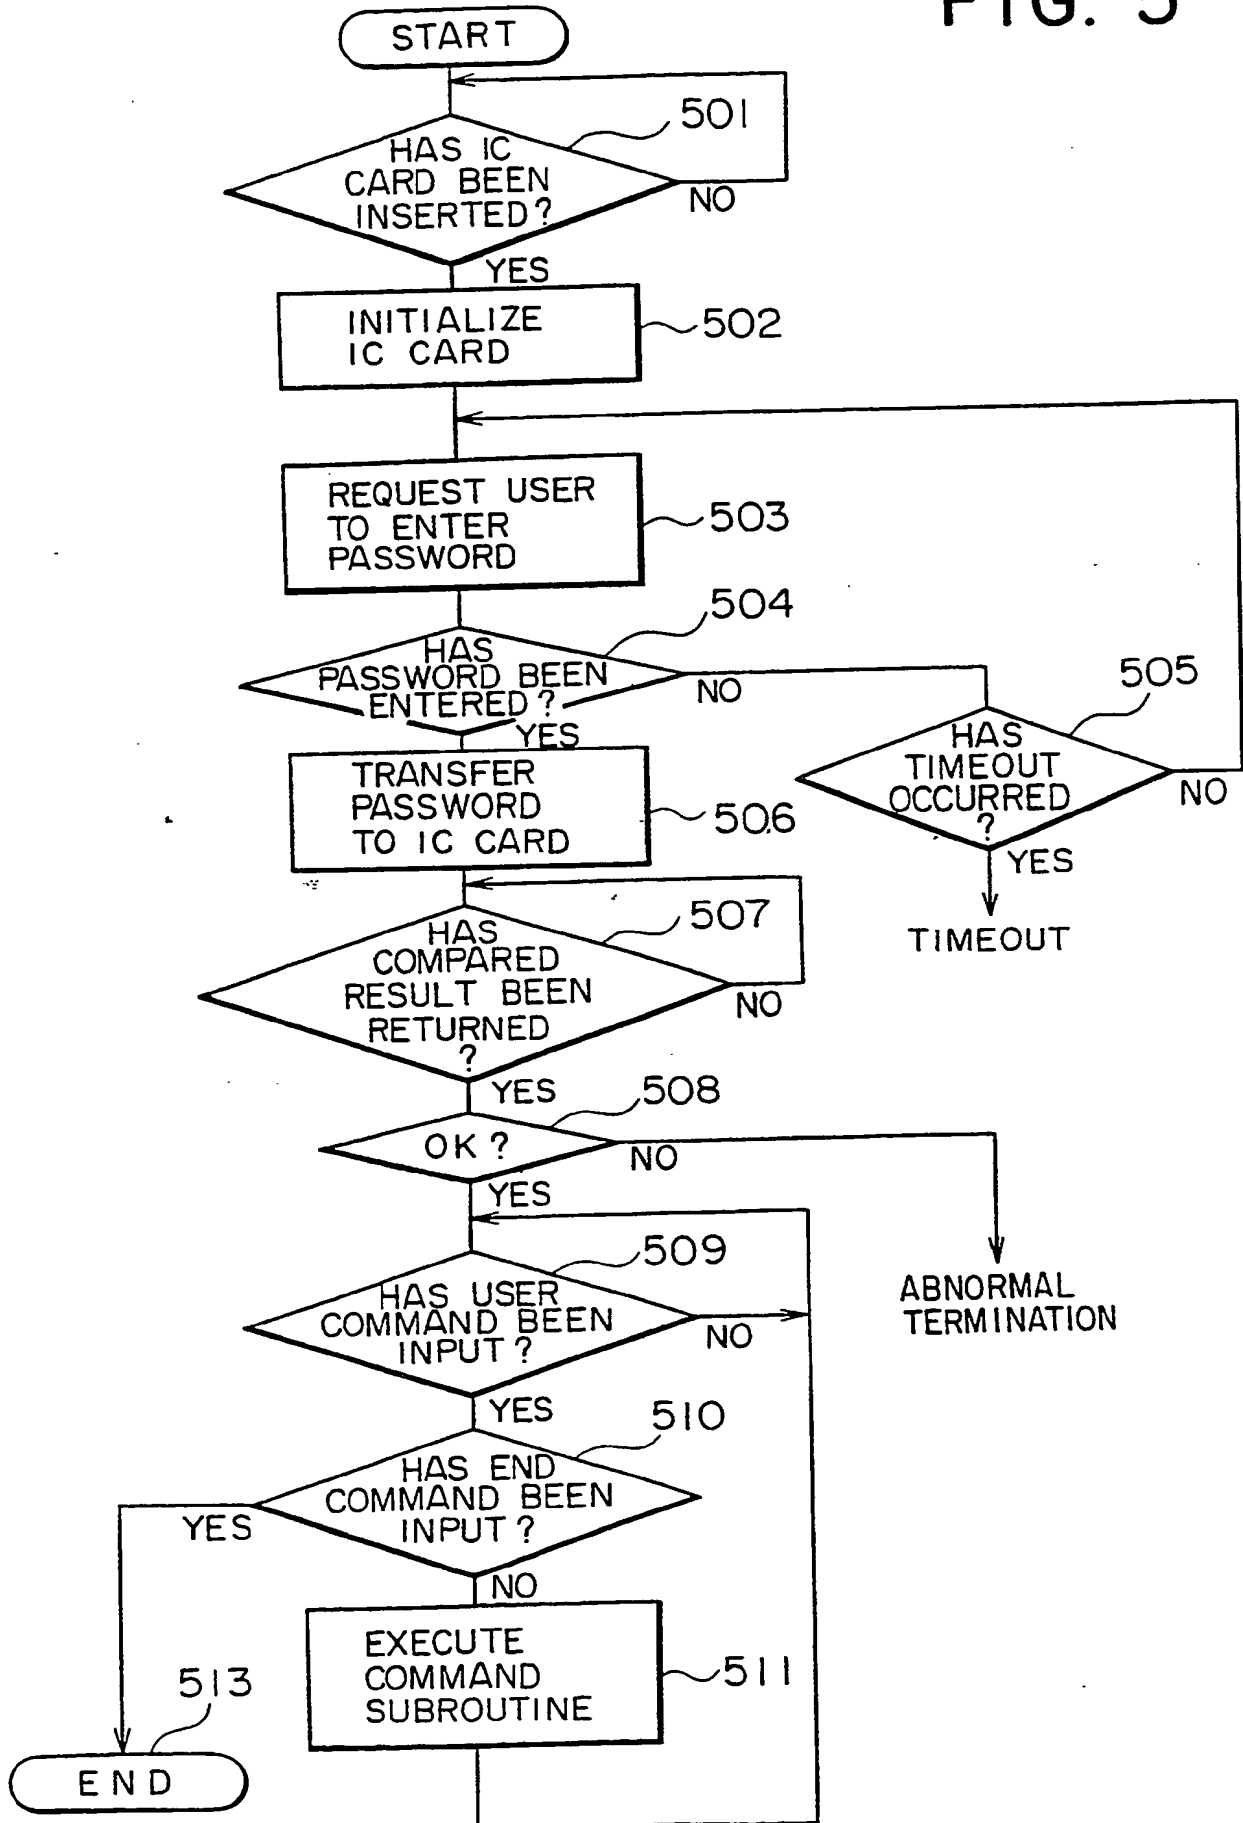 FIG. 5
START
501
HAS IC
CARD BEEN
INSERTED?
NO
YES
INITIALIZE
IC CARD
502
REQUEST USER
TO ENTER
PASSWORD
503
504
HAS
PASSWORD BEEN
ENTERED?
NO
YES
505
HAS
TIMEOUT
OCCURRED
?
NO
YES
TIMEOUT
TRANSFER
PASSWORD
TO IC CARD
506
507
HAS
COMPARED
RESULT BEEN
RETURNED
?
NO
YES
508
OK?
NO
YES
ABNORMAL
TERMINATION
509
HAS USER
COMMAND BEEN
INPUT?
NO
YES
510
HAS END
COMMAND BEEN
INPUT?
YES
NO
EXECUTE
COMMAND
SUBROUTINE
511
513
END